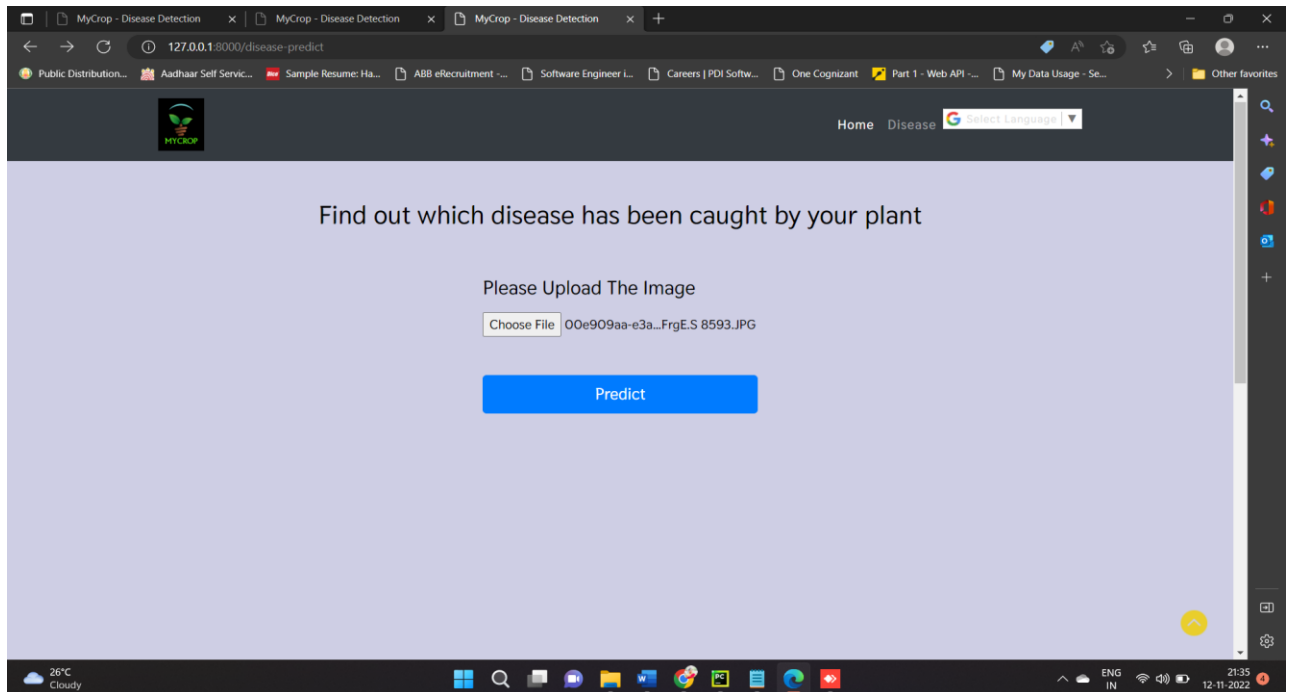 MyCrop - Disease Detection MyCrop - Disease Detection MyCrop - Disease Detection
127.0.0.1:8000/disease-predict
Public Distribution... Aadhaar Self Servic... Sample Resume: Ha... ABB eRecruitment -... Software Engineer i... Careers | PDI Softw... One Cognizant Part 1 - Web API -... My Data Usage - Se... Other favorites
MYCROP
Home Disease Select Language ▼
Find out which disease has been caught by your plant
Please Upload The Image
Choose File 00e909aa-e3a...FrgE.S 8593.JPG
Predict
26°C
Cloudy
ENG
IN
21:35
12-11-2022
4